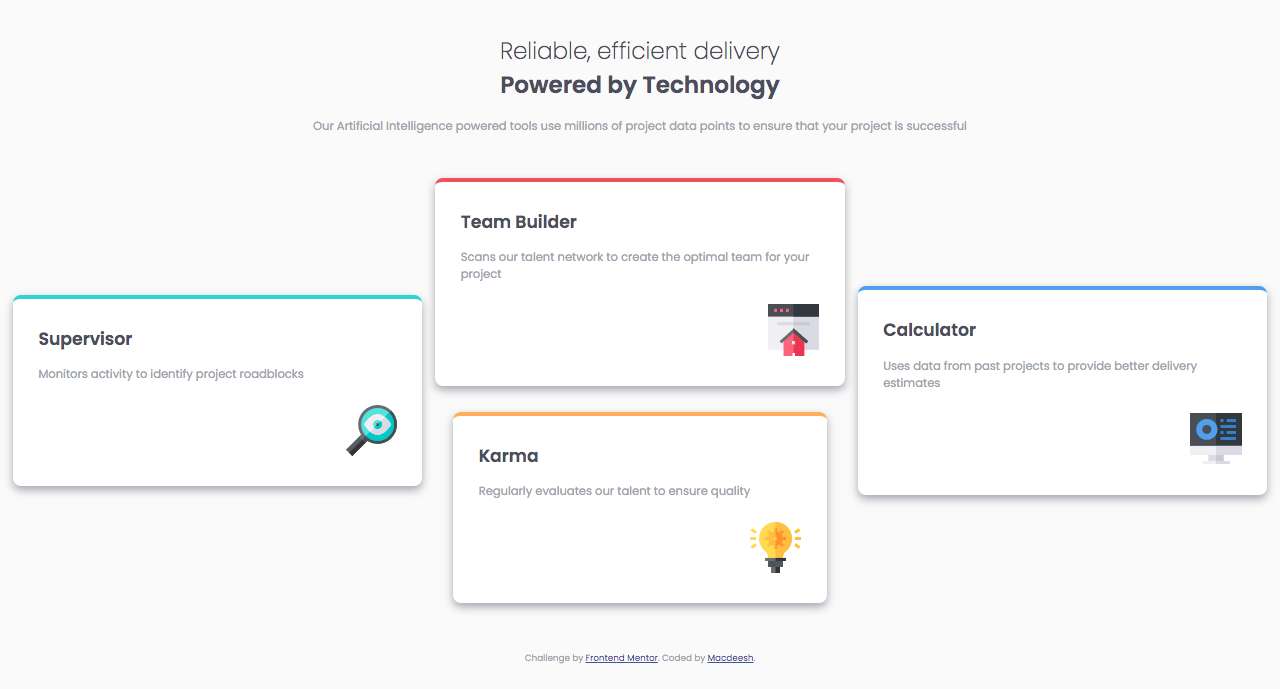 Reliable, efficient delivery
Powered by Technology
Our Artificial Intelligence powered tools use millions of project data points to ensure that your project is successful
Supervisor
Monitors activity to identify project roadblocks
Team Builder
Scans our talent network to create the optimal team for your
project
Karma
Regularly evaluates our talent to ensure quality
Calculator
Uses data from past projects to provide better delivery
estimates
Challenge by Frontend Mentor. Coded by Macdeesh.